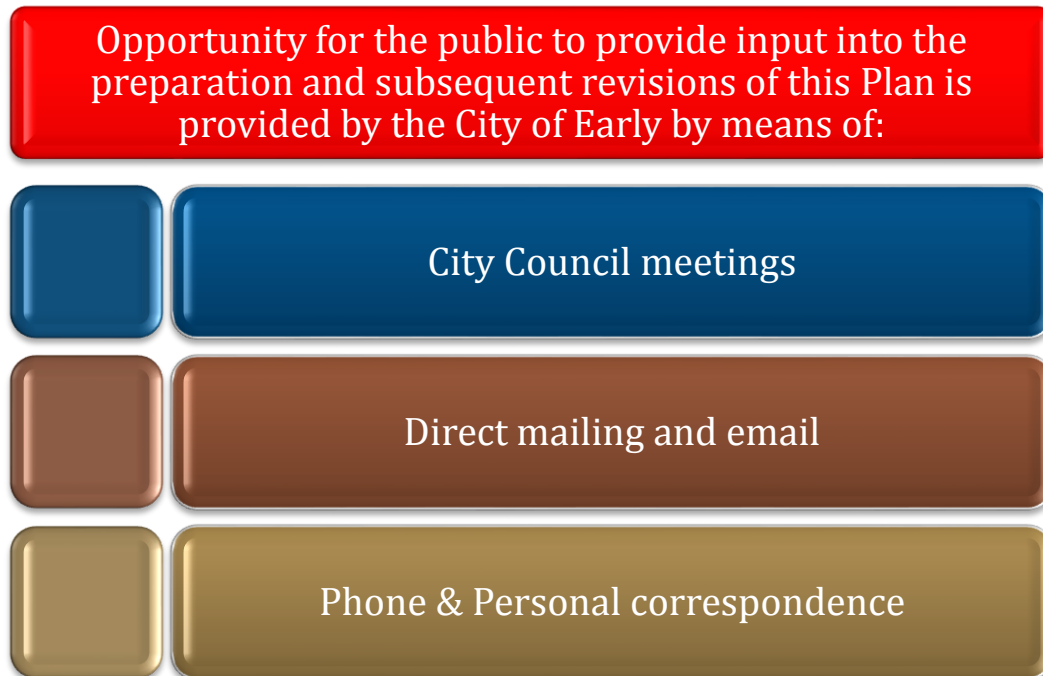 Opportunity for the public to provide input into the
preparation and subsequent revisions of this Plan is
provided by the City of Early by means of:
City Council meetings
Direct mailing and email
Phone & Personal correspondence